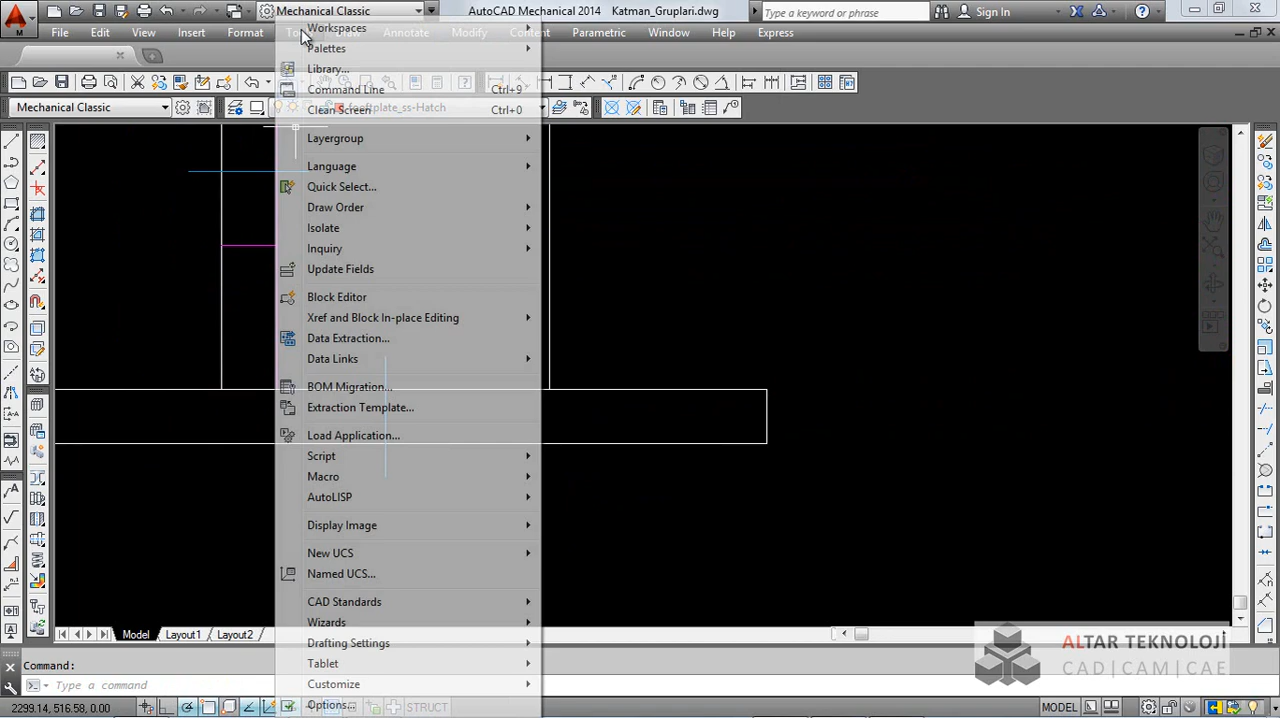 Mechanical Classic
AutoCAD Mechanical 2014 Katman_Gruplari.dwg
Type a keyword or phrase
Sign In
File Edit View Insert Format Draw Annotate Modify Content Parametric Window Help Express
Workspaces
Palettes
Library...
Command Line Ctrl+9
Clean Screen Ctrl+0
Mechanical Classic
Layergroup
Language
Quick Select...
Draw Order
Isolate
Inquiry
Update Fields
Block Editor
Xref and Block In-place Editing
Data Extraction...
Data Links
BOM Migration...
Extraction Template...
Load Application...
Script
Macro
AutoLISP
Display Image
New UCS
Named UCS...
CAD Standards
Wizards
Drafting Settings
Tablet
Customize
Options...
Model Layout1 Layout2
ALTAR TEKNOLOJİ
CAD|CAM|CAE
Command:
Type a command
2299.14, 516.58, 0.00
STRUCT
MODEL